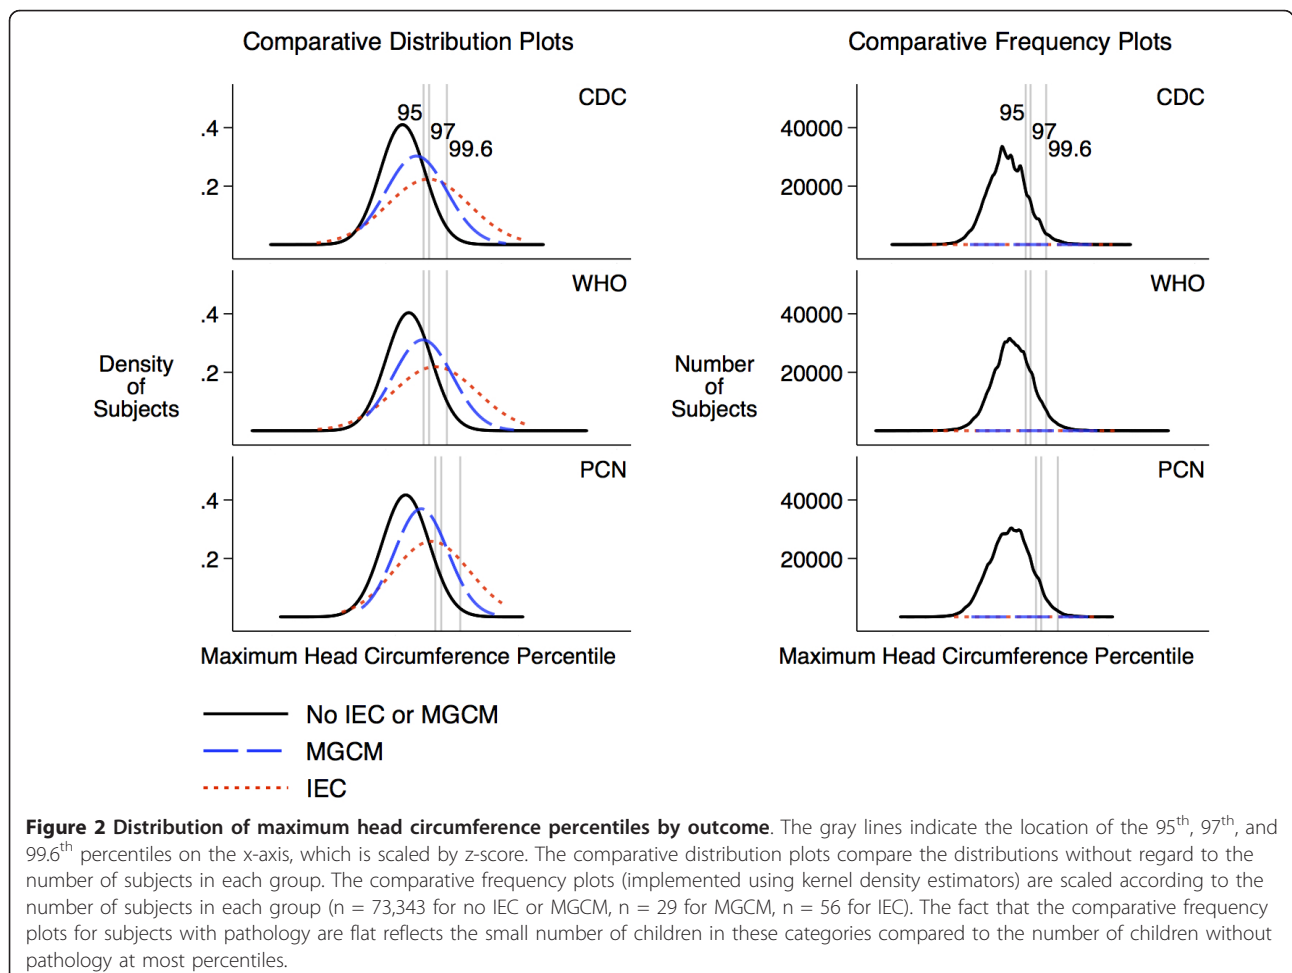 Comparative Distribution Plots
CDC
95
97
99.6
.4
.2
WHO
.4
.2
Density
of
Subjects
PCN
.4
.2
Maximum Head Circumference Percentile
Comparative Frequency Plots
CDC
95
97
99.6
40000
20000
WHO
40000
20000
Number
of
Subjects
PCN
40000
20000
Maximum Head Circumference Percentile
No IEC or MGCM
MGCM
IEC
Figure 2 Distribution of maximum head circumference percentiles by outcome. The gray lines indicate the location of the 95th, 97th, and
99.6th percentiles on the x-axis, which is scaled by z-score. The comparative distribution plots compare the distributions without regard to the
number of subjects in each group. The comparative frequency plots (implemented using kernel density estimators) are scaled according to the
number of subjects in each group (n = 73,343 for no IEC or MGCM, n = 29 for MGCM, n = 56 for IEC). The fact that the comparative frequency
plots for subjects with pathology are flat reflects the small number of children in these categories compared to the number of children without
pathology at most percentiles.